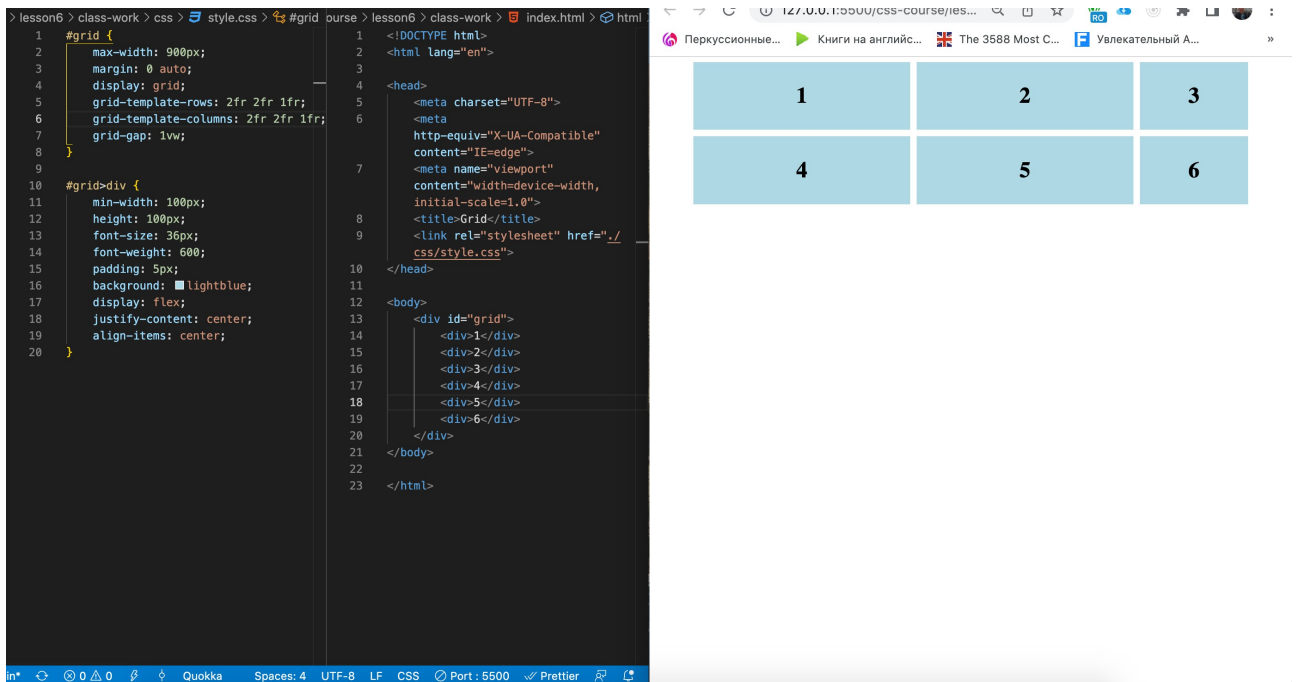 > lesson6 > class-work > css > style.css > #grid
1 #grid {
2 max-width: 900px;
3 margin: 0 auto;
4 display: grid;
5 grid-template-rows: 2fr 2fr 1fr;
6 grid-template-columns: 2fr 2fr 1fr;
7 grid-gap: 1vw;
8 }
9
10 #grid>div {
11 min-width: 100px;
12 height: 100px;
13 font-size: 36px;
14 font-weight: 600;
15 padding: 5px;
16 background: lightblue;
17 display: flex;
18 justify-content: center;
19 align-items: center;
20 }
ourse > lesson6 > class-work > index.html > html
1 <!DOCTYPE html>
2 <html lang="en">
3
4 <head>
5 <meta charset="UTF-8">
6 <meta
http-equiv="X-UA-Compatible"
content="IE=edge">
7 <meta name="viewport"
content="width=device-width,
initial-scale=1.0">
8 <title>Grid</title>
9 <link rel="stylesheet" href="./
css/style.css">
10 </head>
11
12 <body>
13 <div id="grid">
14 <div>1</div>
15 <div>2</div>
16 <div>3</div>
17 <div>4</div>
18 <div>5</div>
19 <div>6</div>
20 </div>
21 </body>
22
23 </html>
in* 0 0 Quokka Spaces: 4 UTF-8 LF CSS Port : 5500 Prettier
127.0.0.1:5500/css-course/les... RO
Перкуссионные... Книги на английс... The 3588 Most C... F Увлекательный А... »
1 2 3
4 5 6